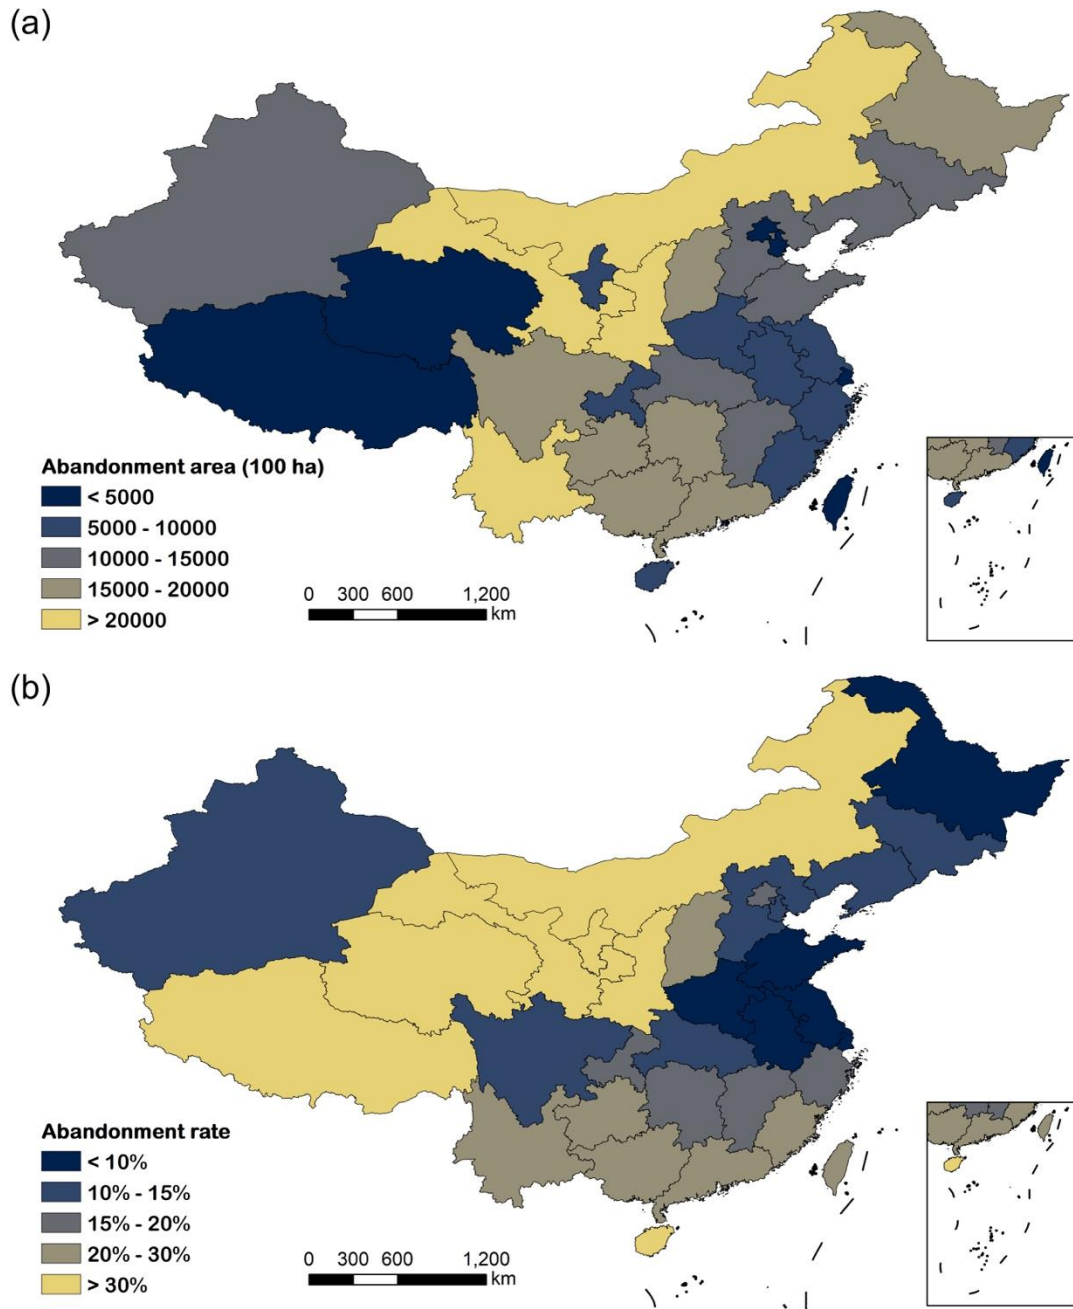 (a)
Abandonment area (100 ha)
< 5000
5000 - 10000
10000 - 15000
15000 - 20000
> 20000
0 300 600 1,200
km
(b)
Abandonment rate
< 10%
10% - 15%
15% - 20%
20% - 30%
> 30%
0 300 600 1,200
km